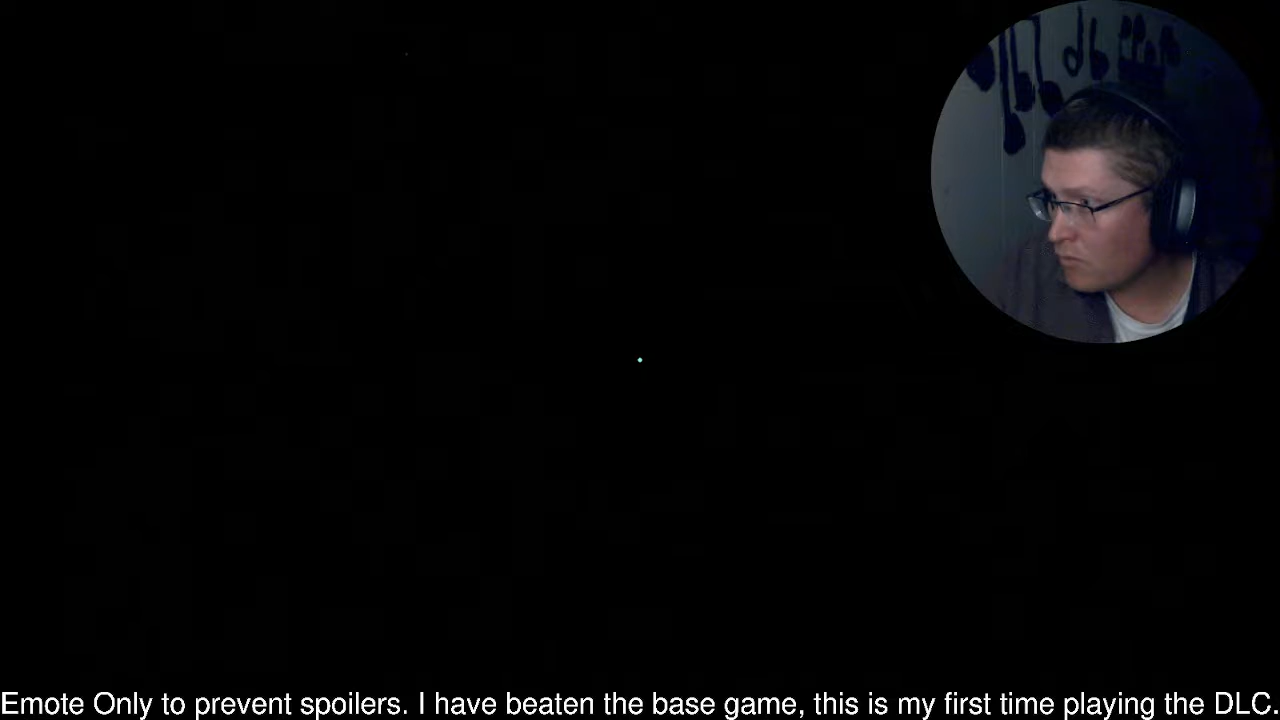 Emote Only to prevent spoilers. I have beaten the base game, this is my first time playing the DLC.